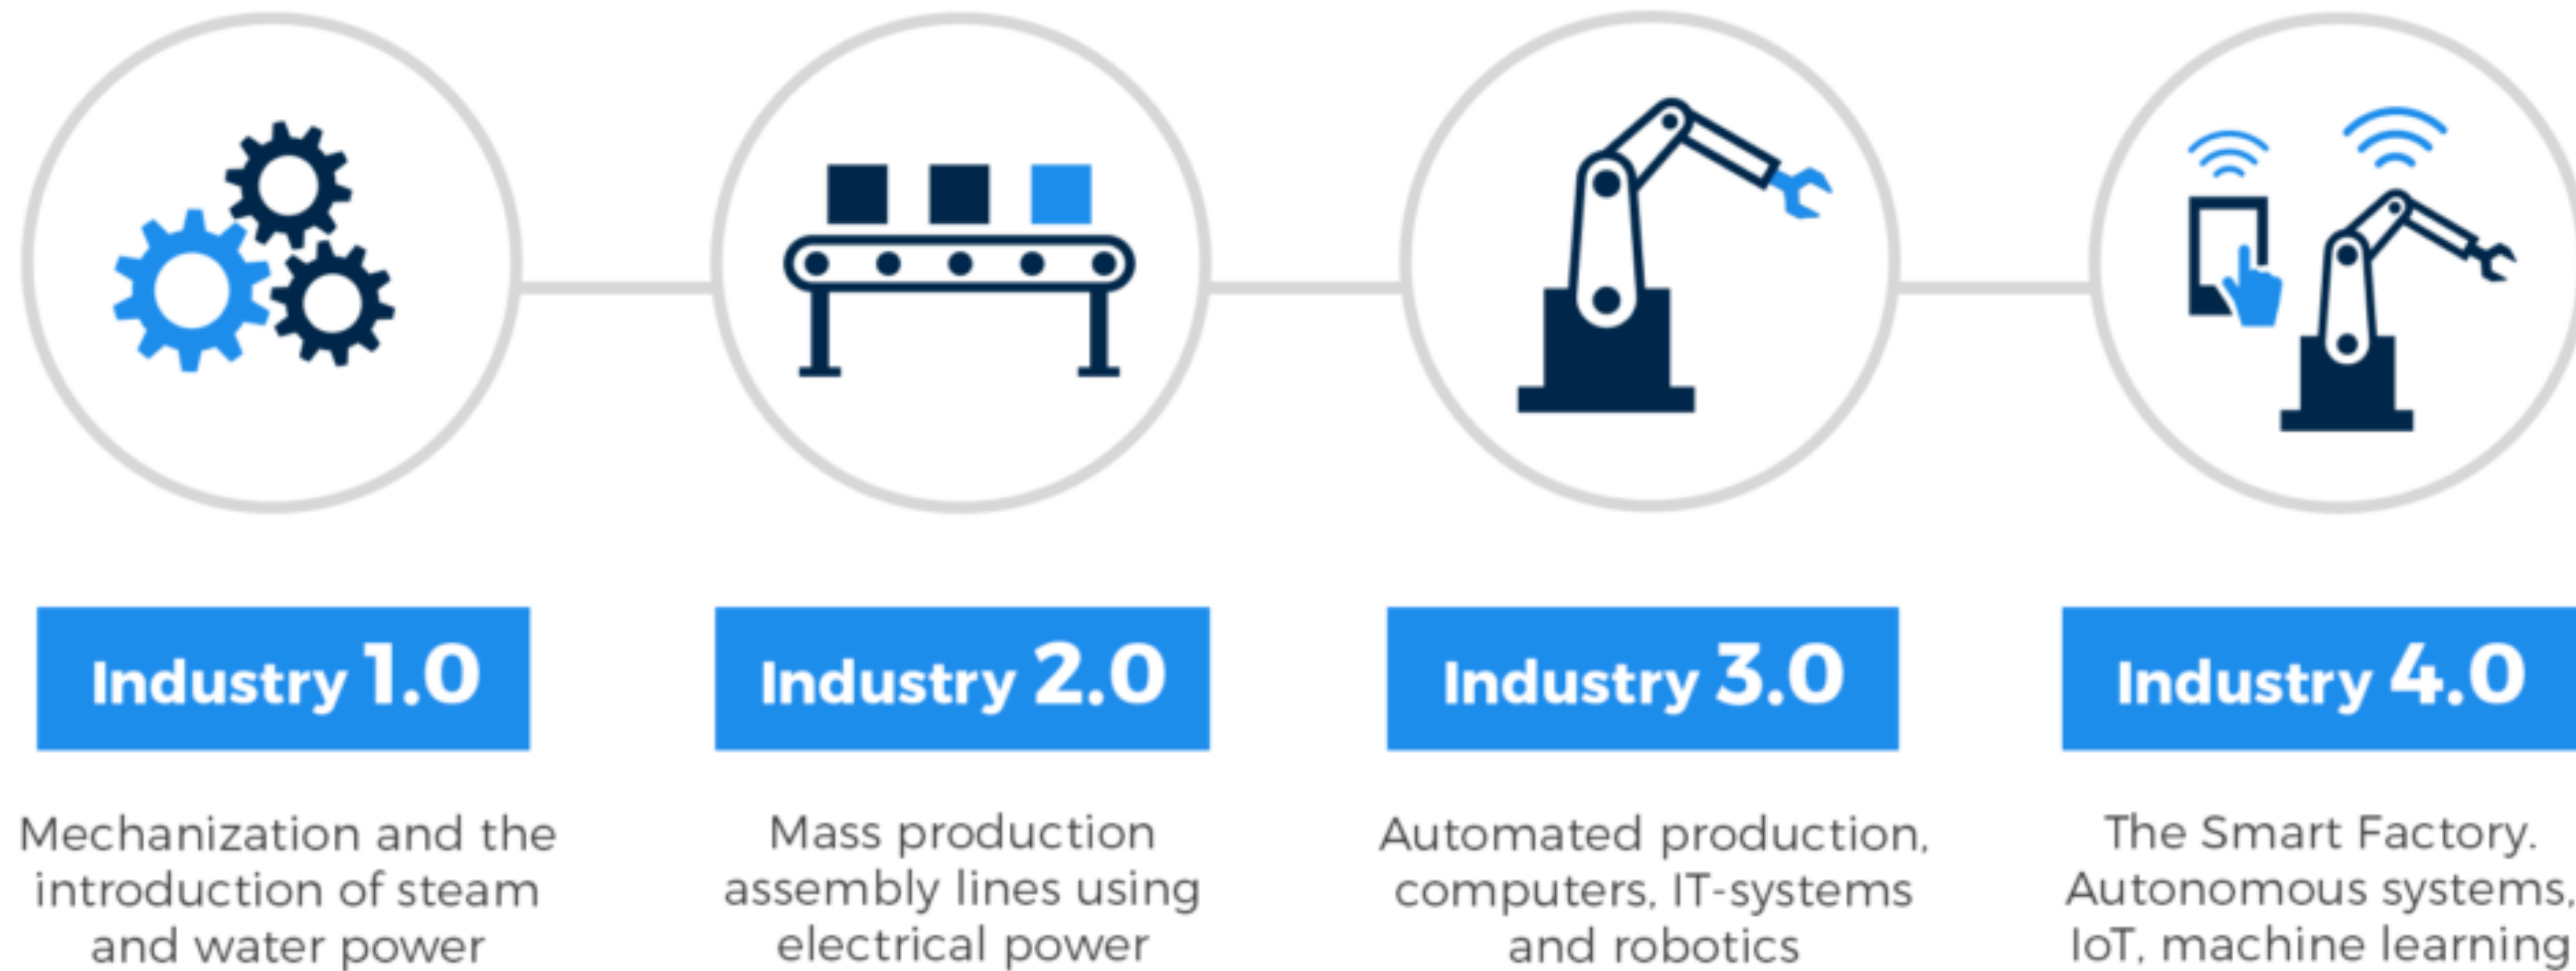 Industry 1.0
Mechanization and the
introduction of steam
and water power
Industry 2.0
Mass production
assembly lines using
electrical power
Industry 3.0
Automated production,
computers, IT-systems
and robotics
Industry 4.0
The Smart Factory.
Autonomous systems,
IoT, machine learning